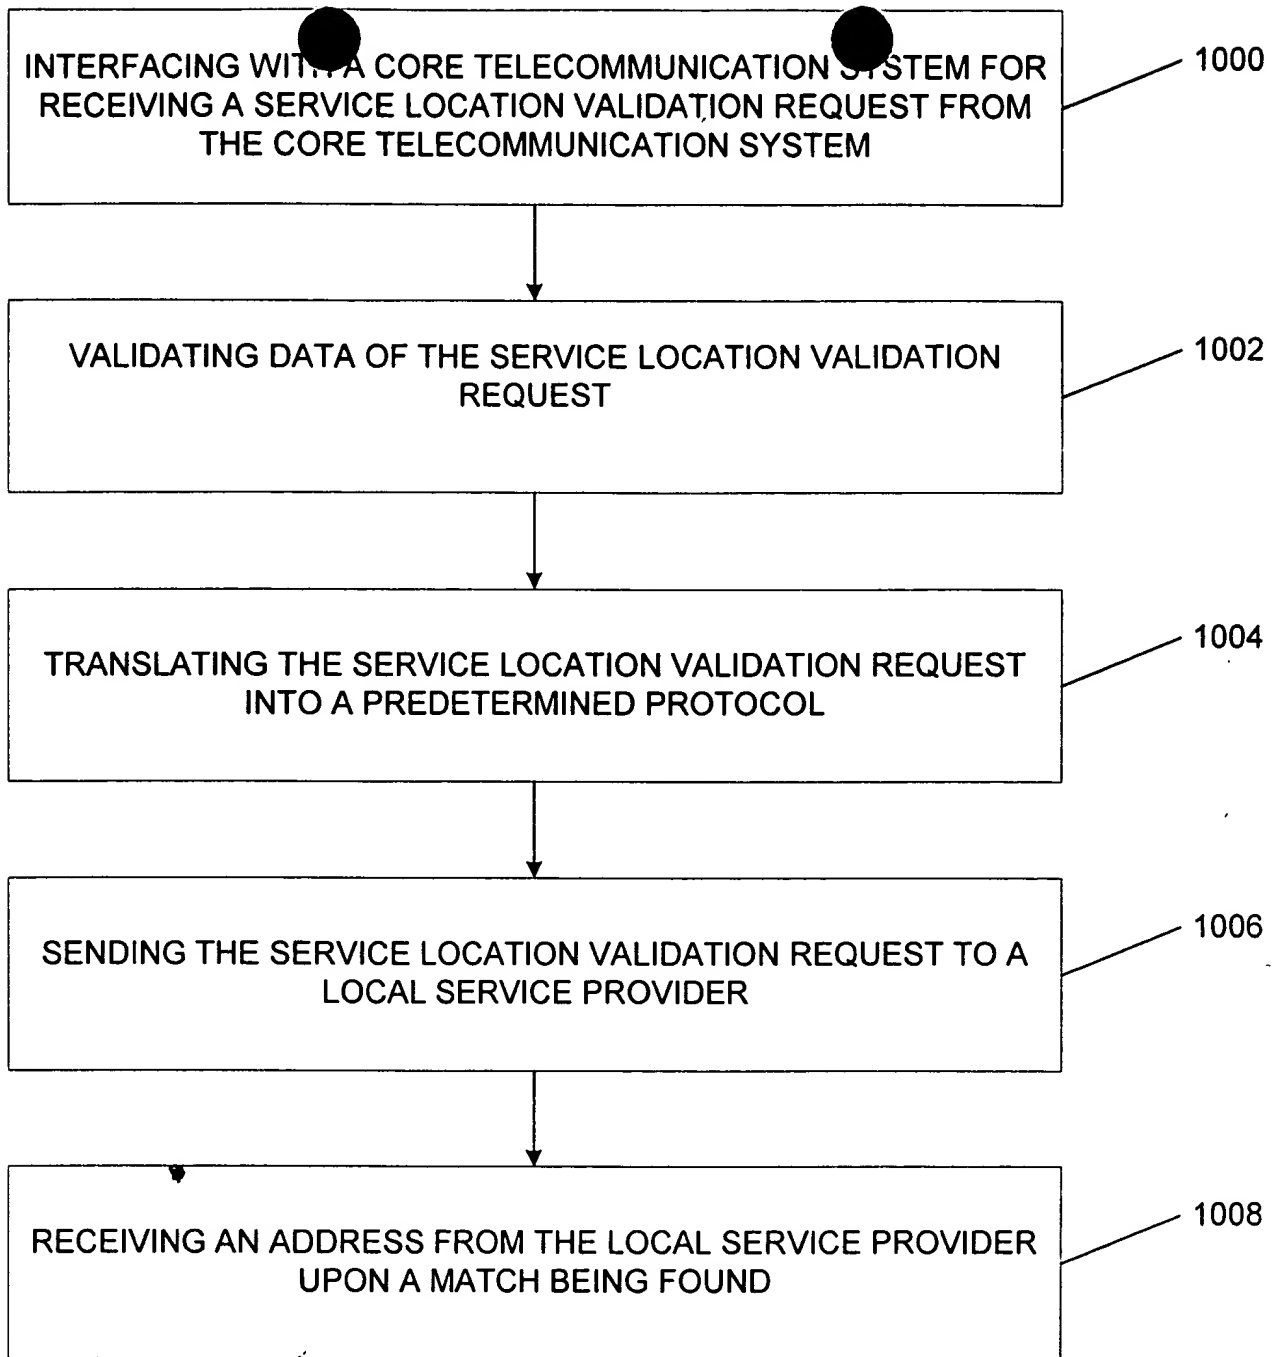 INTERFACING WITH A CORE TELECOMMUNICATION SYSTEM FOR
RECEIVING A SERVICE LOCATION VALIDATION REQUEST FROM
THE CORE TELECOMMUNICATION SYSTEM
1000
VALIDATING DATA OF THE SERVICE LOCATION VALIDATION
REQUEST
1002
TRANSLATING THE SERVICE LOCATION VALIDATION REQUEST
INTO A PREDETERMINED PROTOCOL
1004
SENDING THE SERVICE LOCATION VALIDATION REQUEST TO A
LOCAL SERVICE PROVIDER
1006
RECEIVING AN ADDRESS FROM THE LOCAL SERVICE PROVIDER
UPON A MATCH BEING FOUND
1008